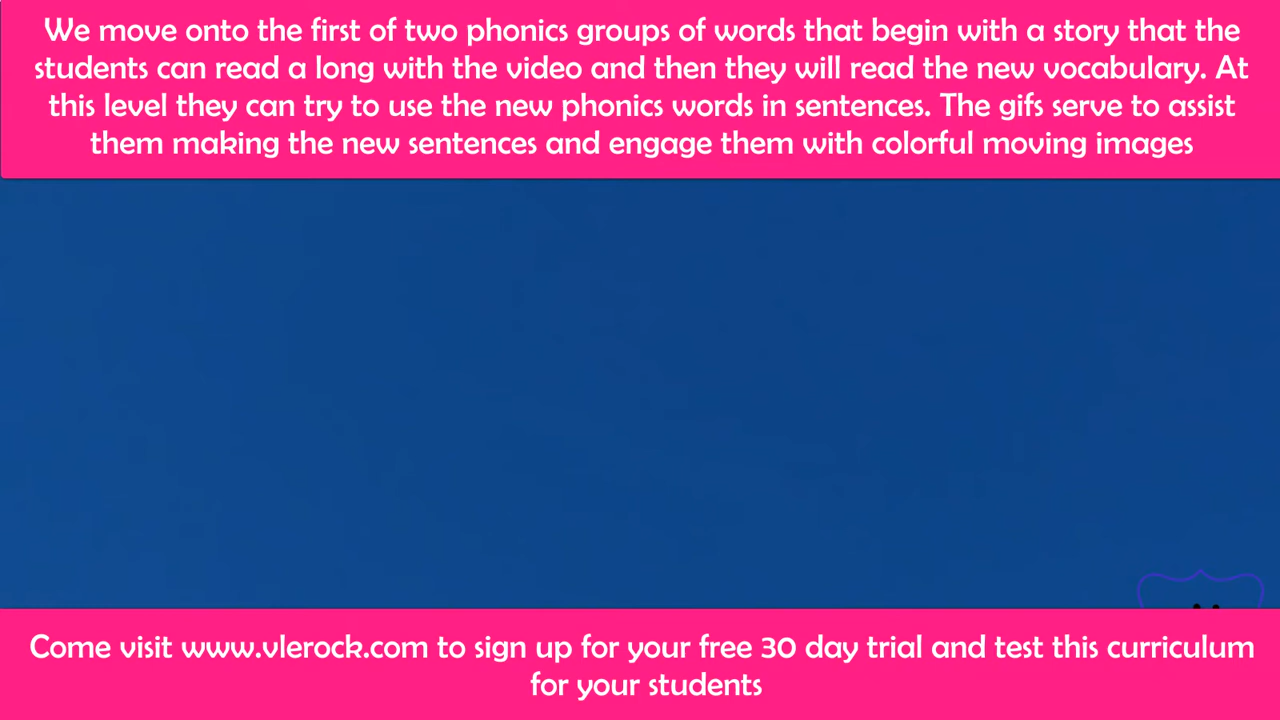 We move onto the first of two phonics groups of words that begin with a story that the
students can read a long with the video and then they will read the new vocabulary. At
this level they can try to use the new phonics words in sentences. The gifs serve to assist
them making the new sentences and engage them with colorful moving images
Come visit www.vlerock.com to sign up for your free 30 day trial and test this curriculum
for your students